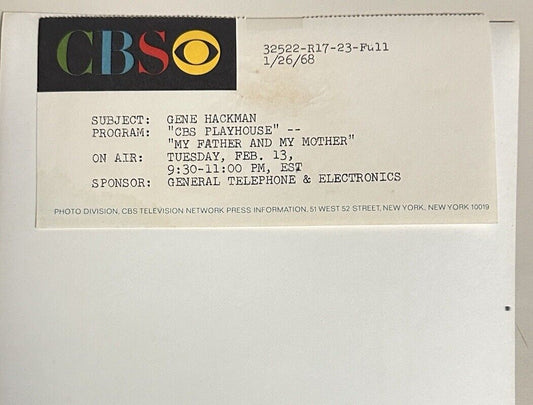 CBS
32522-R17-23-Full
1/26/68
SUBJECT: GENE HACKMAN
PROGRAM: "CBS PLAYHOUSE" --
"MY FATHER AND MY MOTHER"
ON AIR: TUESDAY, FEB. 13,
9:30-11:00 PM, EST
SPONSOR: GENERAL TELEPHONE & ELECTRONICS
PHOTO DIVISION, CBS TELEVISION NETWORK PRESS INFORMATION, 51 WEST 52 STREET, NEW YORK, NEW YORK 10019